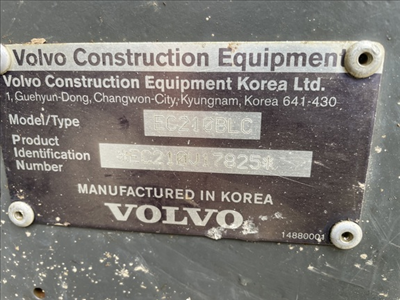 Volvo Construction Equipment
Volvo Construction Equipment Korea Ltd.
1, Guehyun-Dong, Changwon-City, Kyungnam, Korea 641-430
Model/Type EC210BLC
Product
Identification
Number
MANUFACTURED IN KOREA
VOLVO
14880001